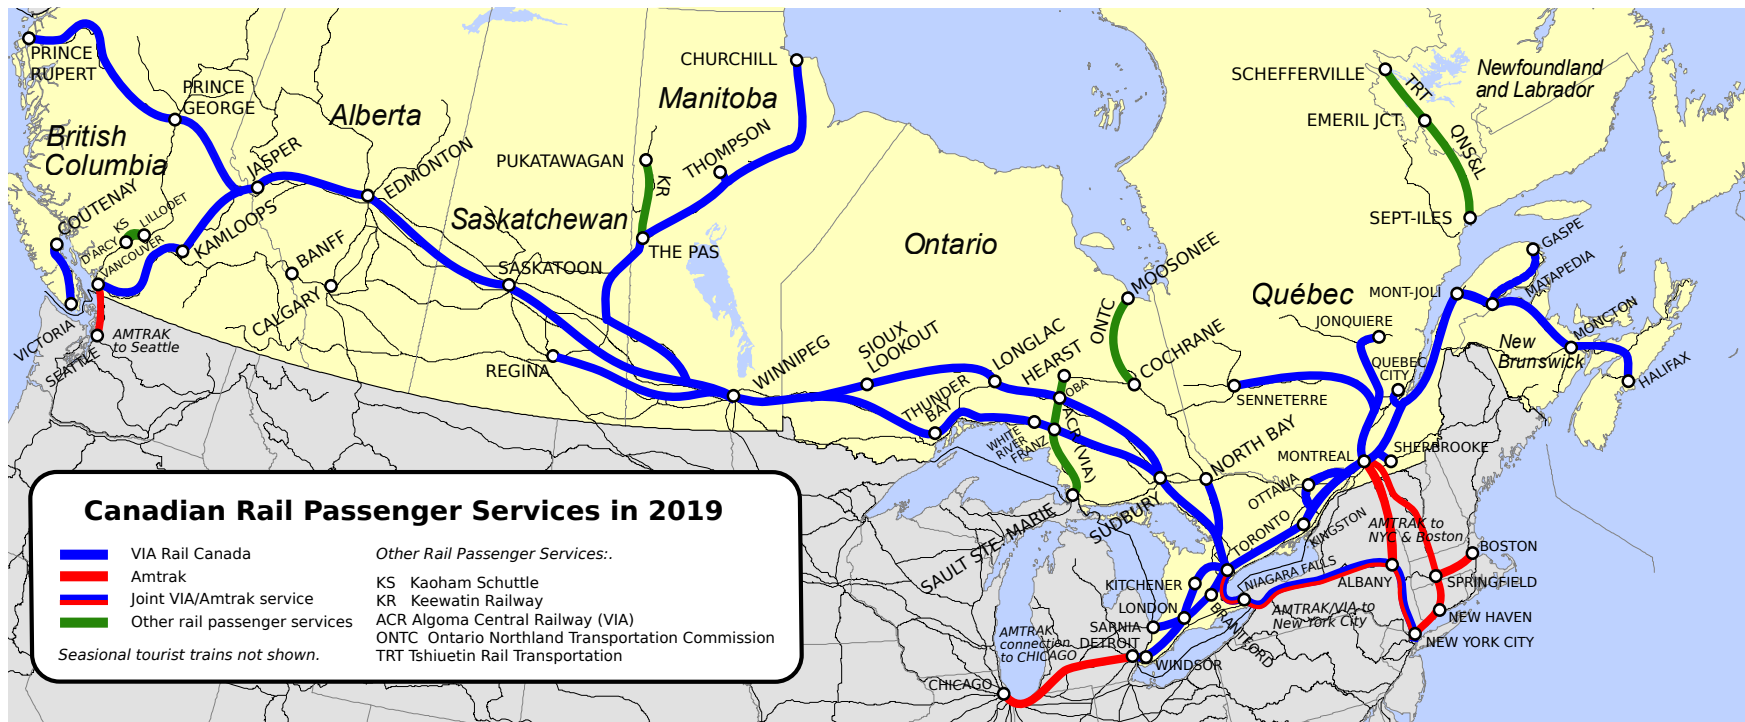 PRINCE
RUPERT
PRINCE
GEORGE
British
Columbia
Alberta
JASPER
EDMONTON
COUTENAY
KS
LILLODET
D'ARCY
VANCOUVER
KAMLOOPS
BANFF
CALGARY
VICTORIA
SEATTLE
AMTRAK
to Seattle
CHURCHILL
Manitoba
PUKATAWAGAN
THOMPSON
KR
Saskatchewan
THE PAS
SASKATOON
REGINA
WINNIPEG
SIOUX
LOOKOUT
Ontario
LONGLAC
HEARST
OBA
THUNDER
BAY
WHITE
RIVER
FRANZ
ACR (VIA)
ONTC
MOOSONEE
COCHRANE
SAULT STE. MARIE
SUDBURY
NORTH BAY
SCHEFFERVILLE
TRT
EMERIL JCT.
QNS&L
SEPT-ILES
Newfoundland
and Labrador
Québec
MONT-JOLI
GASPE
MATAPEDIA
JONQUIERE
QUEBEC
CITY
New
Brunswick
MONCTON
HALIFAX
SENNETERRE
MONTREAL
SHERBROOKE
OTTAWA
KINGSTON
TORONTO
NIAGARA FALLS
KITCHENER
LONDON
SARNIA
BRANTFORD
DETROIT
WINDSOR
AMTRAK
connection
to CHICAGO
CHICAGO
AMTRAK to
NYC & Boston
BOSTON
ALBANY
SPRINGFIELD
AMTRAK/VIA to
New York City
NEW HAVEN
NEW YORK CITY
Canadian Rail Passenger Services in 2019
VIA Rail Canada
Amtrak
Joint VIA/Amtrak service
Other rail passenger services
Seasonal tourist trains not shown.
Other Rail Passenger Services:.
KS Kaoham Schuttle
KR Keewatin Railway
ACR Algoma Central Railway (VIA)
ONTC Ontario Northland Transportation Commission
TRT Tshiuetin Rail Transportation